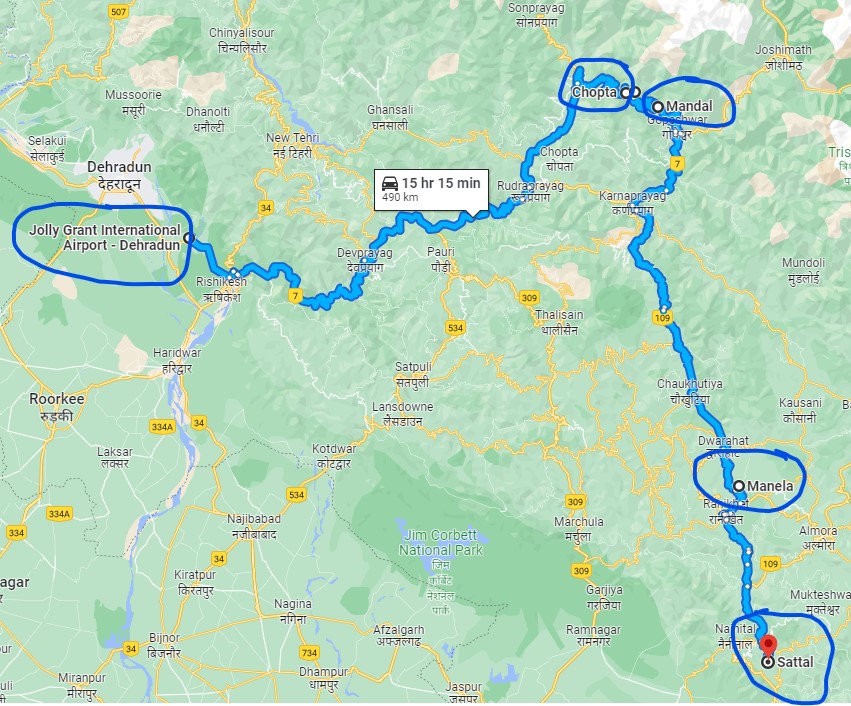 507
Sonprayag
सोनप्रयाग
Chinyalisour
चिन्यालिसौर
Joshimath
जोशीमठ
Mussoorie
मसूरी
Dhanolti
धनौल्टी
Ghansali
घनसाली
Chopta
Mandal
Gopeshwar
गोपेश्वर
Selakui
सेलाकुई
New Tehri
नई टिहरी
Chopta
चोपता
7
Dehradun
देहरादून
15 hr 15 min
490 km
Rudraprayag
रूद्रप्रयाग
Karnaprayag
कर्णप्रयाग
34
Jolly Grant International
Airport - Dehradun
Devprayag
देवप्रयाग
Pauri
पौड़ी
Mundoli
मुंडलोई
Rishikesh
ऋषिकेश
7
309
109
Thalisain
थालीसैन
534
Haridwar
हरिद्वार
Satpuli
सतपुली
Chaukhutiya
चौखुटिया
Roorkee
रुड़की
Lansdowne
लेंसडाउन
Kausani
कौसानी
334A
34
Laksar
लक्सर
Kotdwar
कोटद्वार
Dwarahat
534
Manela
309
Ranikhet
रानीखेत
334A
334
Najibabad
नजीबाबाद
Marchula
मर्चुला
Almora
अल्मोरा
Jim Corbett
National Park
जिम
कॉर्बेट
नेशनल
पार्क
34
309
109
agar
Kiratpur
किरतपुर
Garjiya
गरजिया
Mukteshwa
मुक्तेश्वर
Nagina
नगिना
Afzalgarh
अफ्जल्गढ़
Ramnagar
रामनगर
Nainital
नैनीताल
Bijnor
बिजनौर
34
734
Sattal
Miranpur
मीरापुर
Dhampur
धामपुर
Jaspur
जसपुर